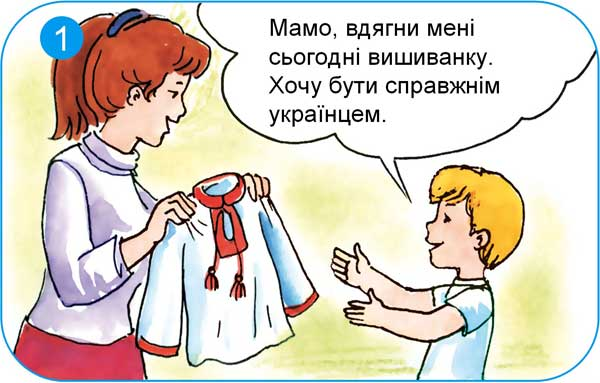 1
Мамо, вдягни мені
сьогодні вишиванку.
Хочу бути справжнім
українцем.